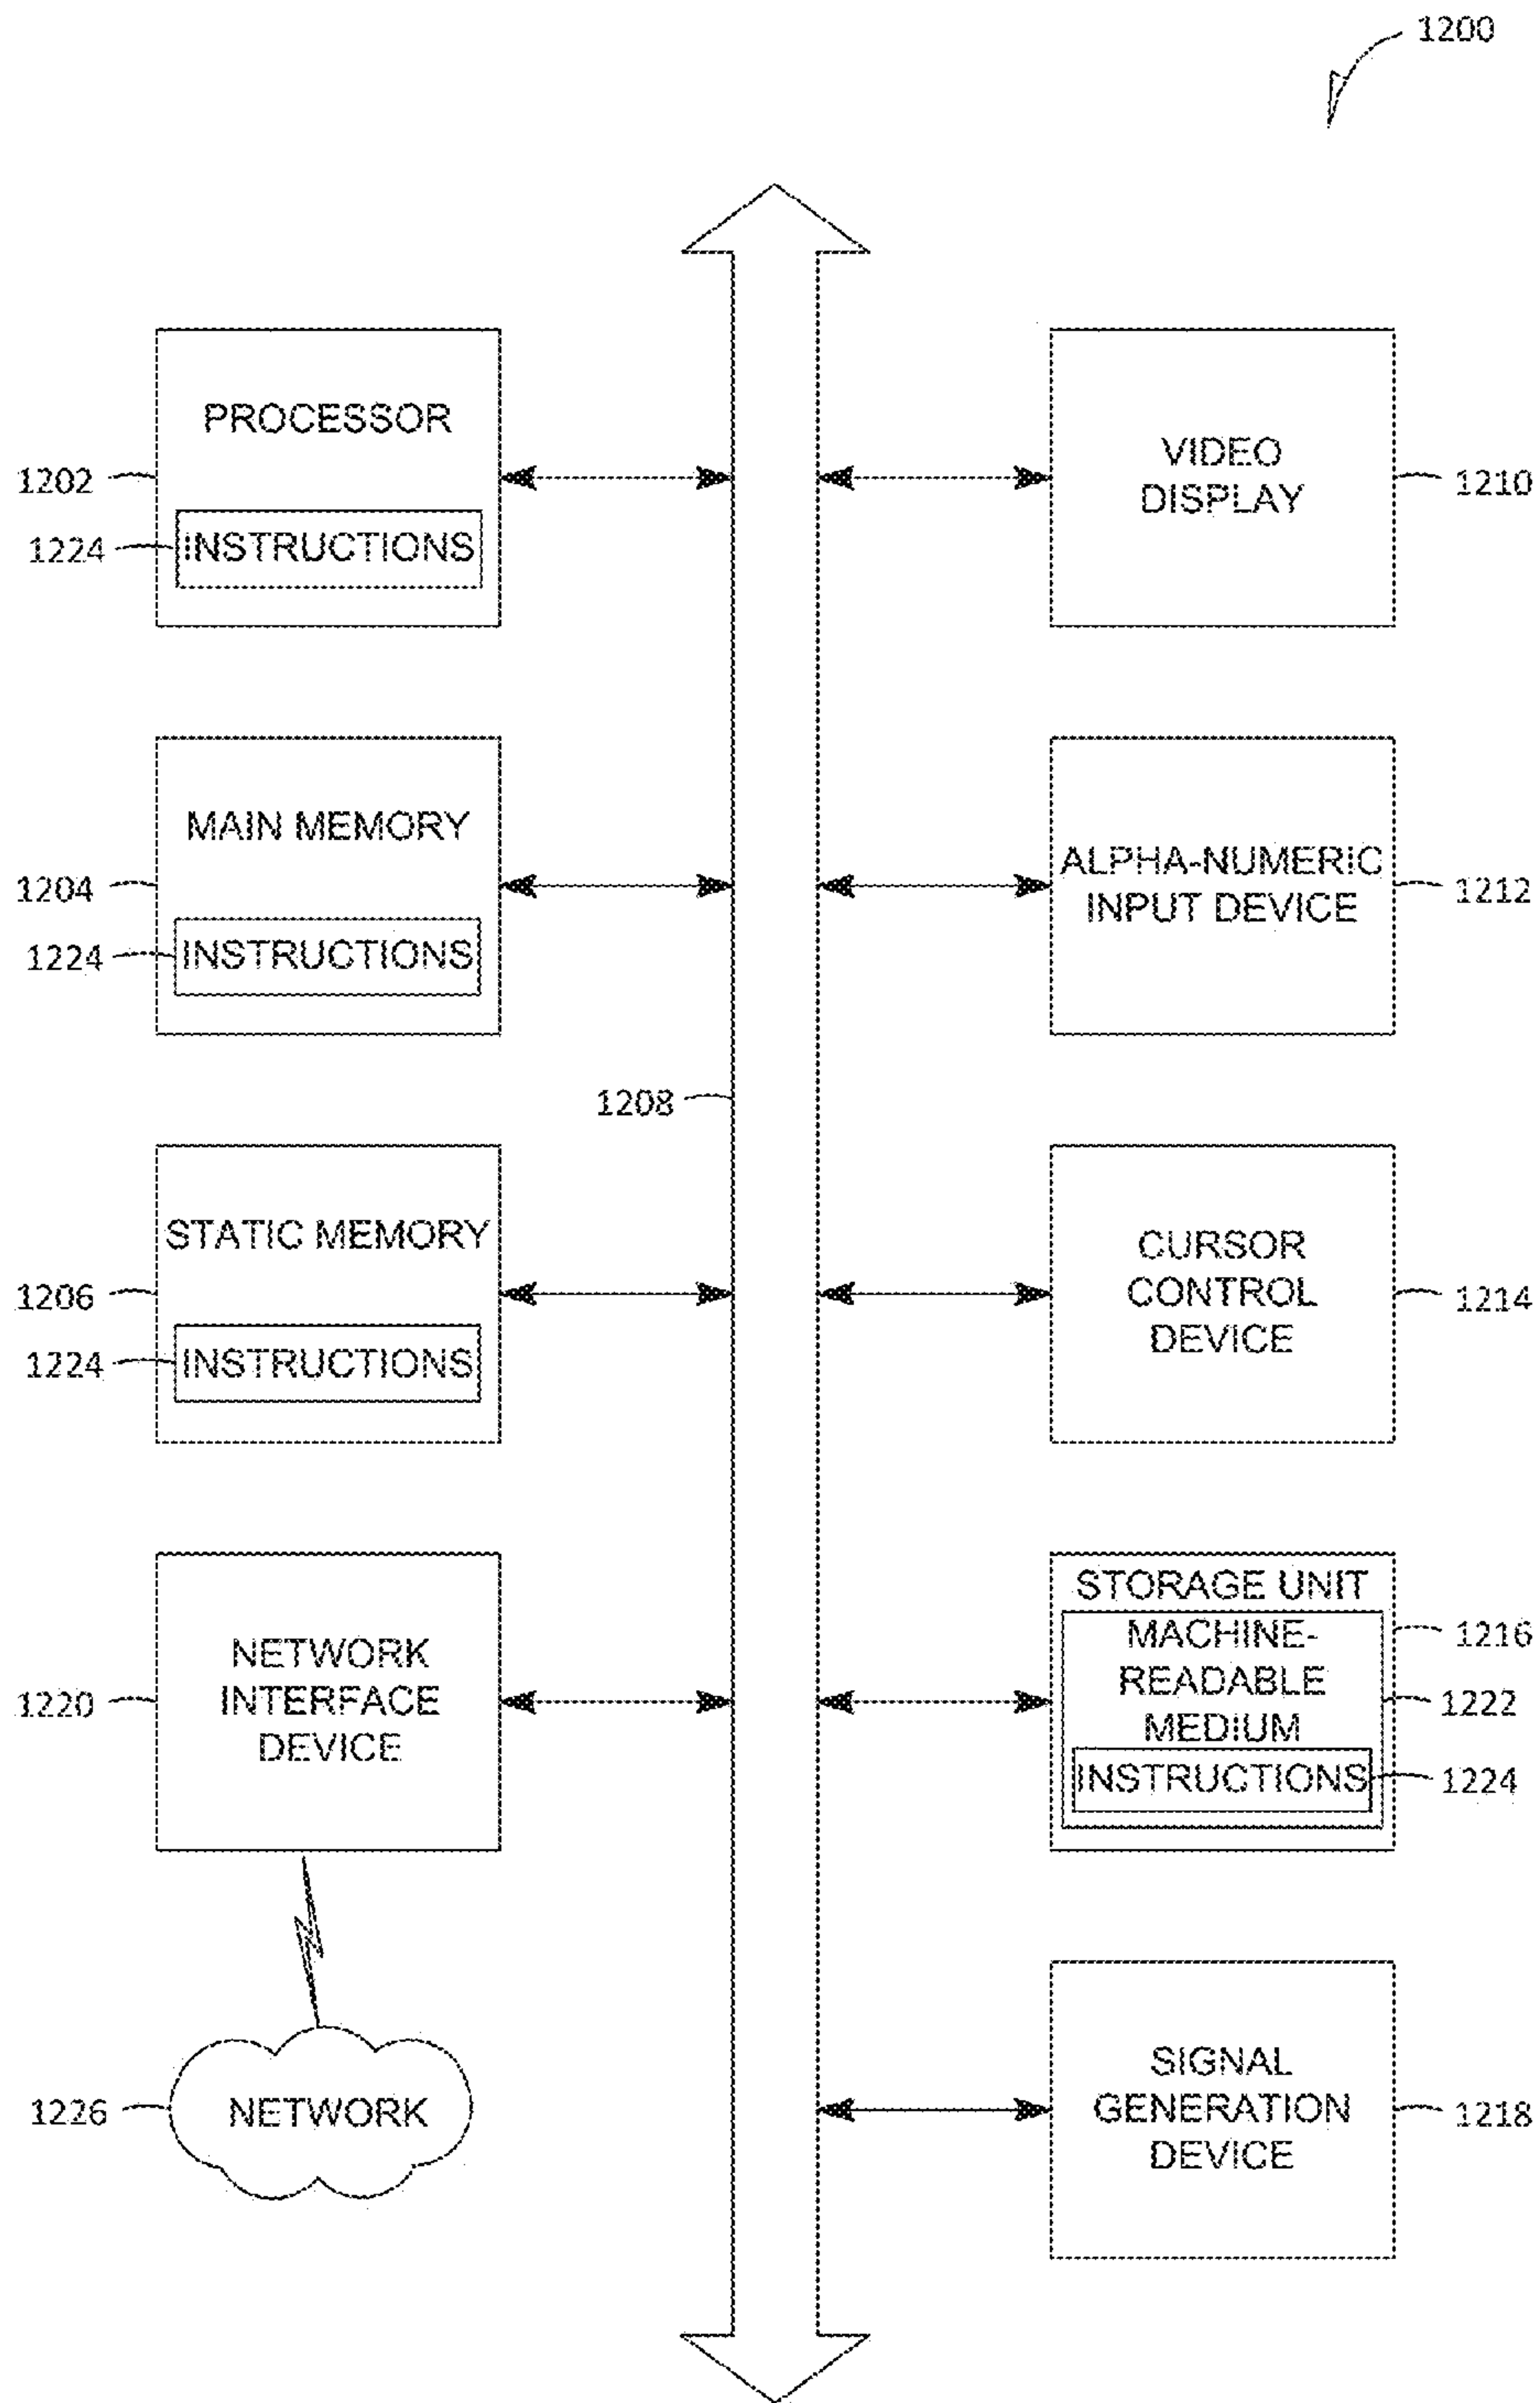 1200
PROCESSOR
1202
1224
INSTRUCTIONS
VIDEO
DISPLAY
1210
MAIN MEMORY
1204
1224
INSTRUCTIONS
ALPHA-NUMERIC
INPUT DEVICE
1212
1208
STATIC MEMORY
1206
1224
INSTRUCTIONS
CURSOR
CONTROL
DEVICE
1214
NETWORK
INTERFACE
DEVICE
1220
STORAGE UNIT
MACHINE-
READABLE
MEDIUM
INSTRUCTIONS
1216
1222
1224
1226
NETWORK
SIGNAL
GENERATION
DEVICE
1218